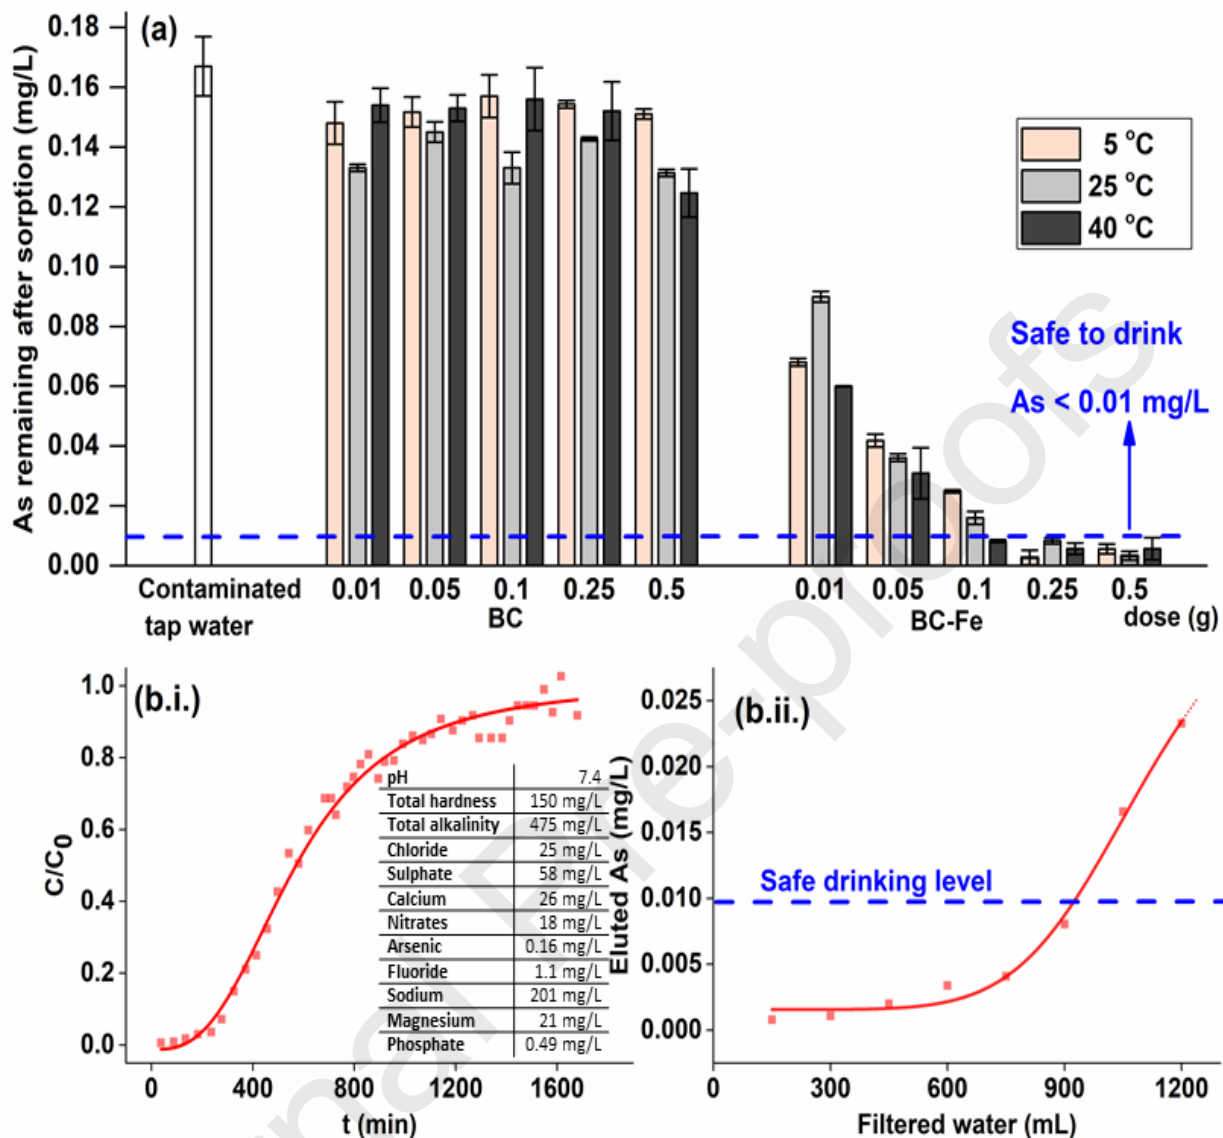 (a)
As remaining after sorption (mg/L)
0.18
0.16
0.14
0.12
0.10
0.08
0.06
0.04
0.02
0.00
5 °C
25 °C
40 °C
Safe to drink
As < 0.01 mg/L
Contaminated
tap water
0.01 0.05 0.1 0.25 0.5
BC
0.01 0.05 0.1 0.25 0.5
BC-Fe
dose (g)
(b.i.)
C/C0
1.0
0.8
0.6
0.4
0.2
0.0
0 400 800 1200 1600
t (min)
pH 7.4
Total hardness 150 mg/L
Total alkalinity 475 mg/L
Chloride 25 mg/L
Sulphate 58 mg/L
Calcium 26 mg/L
Nitrates 18 mg/L
Arsenic 0.16 mg/L
Fluoride 1.1 mg/L
Sodium 201 mg/L
Magnesium 21 mg/L
Phosphate 0.49 mg/L
(b.ii.)
Eluted As (mg/L)
0.025
0.020
0.015
0.010
0.005
0.000
Safe drinking level
0 300 600 900 1200
Filtered water (mL)
rnal Pre-proofs